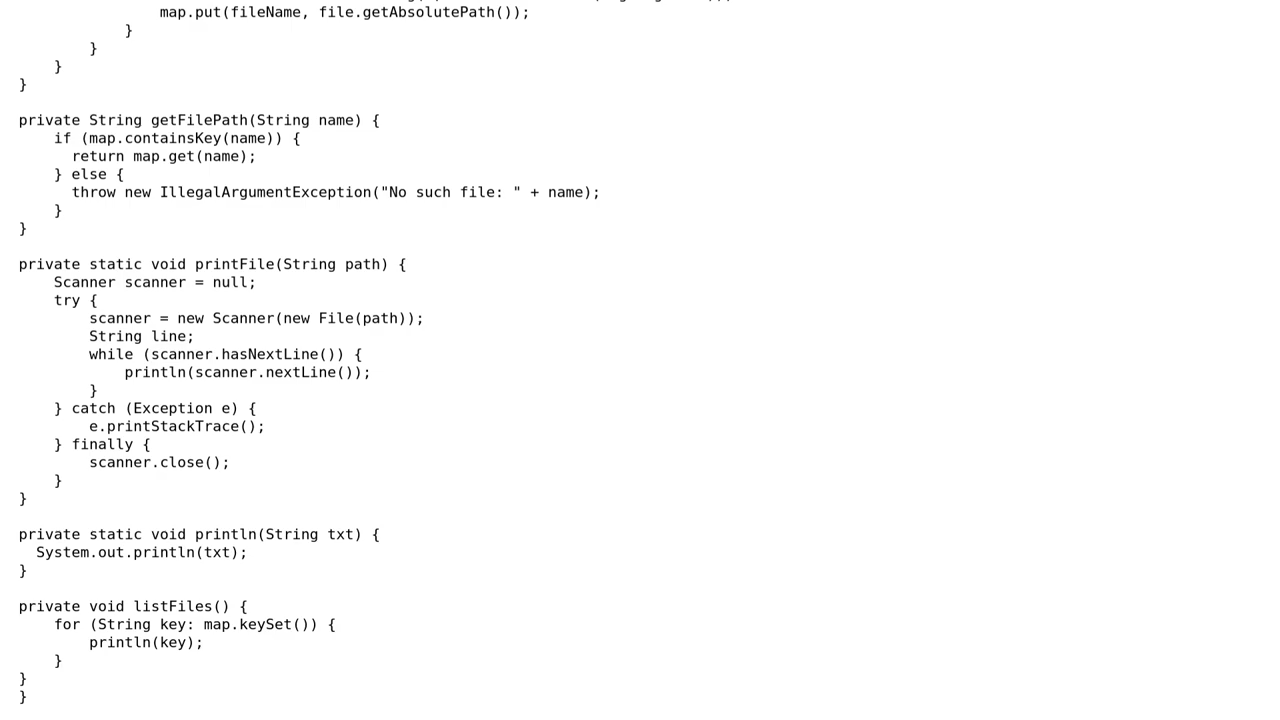 map.put(fileName, file.getAbsolutePath());
            }
        }
    }
}

private String getFilePath(String name) {
    if (map.containsKey(name)) {
      return map.get(name);
    } else {
      throw new IllegalArgumentException("No such file: " + name);
    }
}

private static void printFile(String path) {
    Scanner scanner = null;
    try {
        scanner = new Scanner(new File(path));
        String line;
        while (scanner.hasNextLine()) {
            println(scanner.nextLine());
        }
    } catch (Exception e) {
        e.printStackTrace();
    } finally {
        scanner.close();
    }
}

private static void println(String txt) {
  System.out.println(txt);
}

private void listFiles() {
    for (String key: map.keySet()) {
        println(key);
    }
}
}